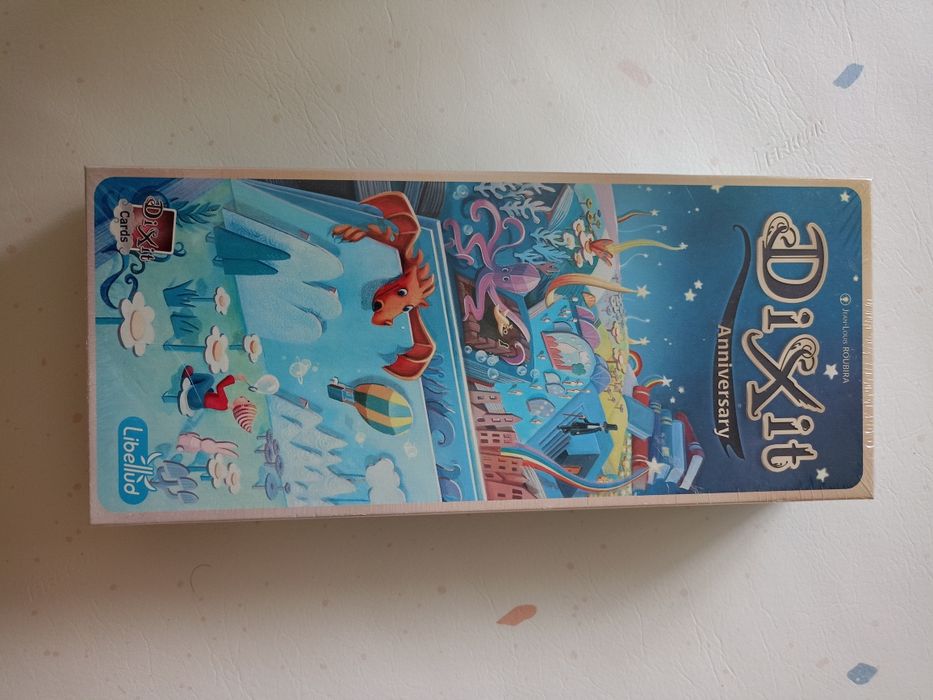 JEAN-LOUIS ROUBIRA
DiXit
Anniversary
DiXit
Cards
Libellud